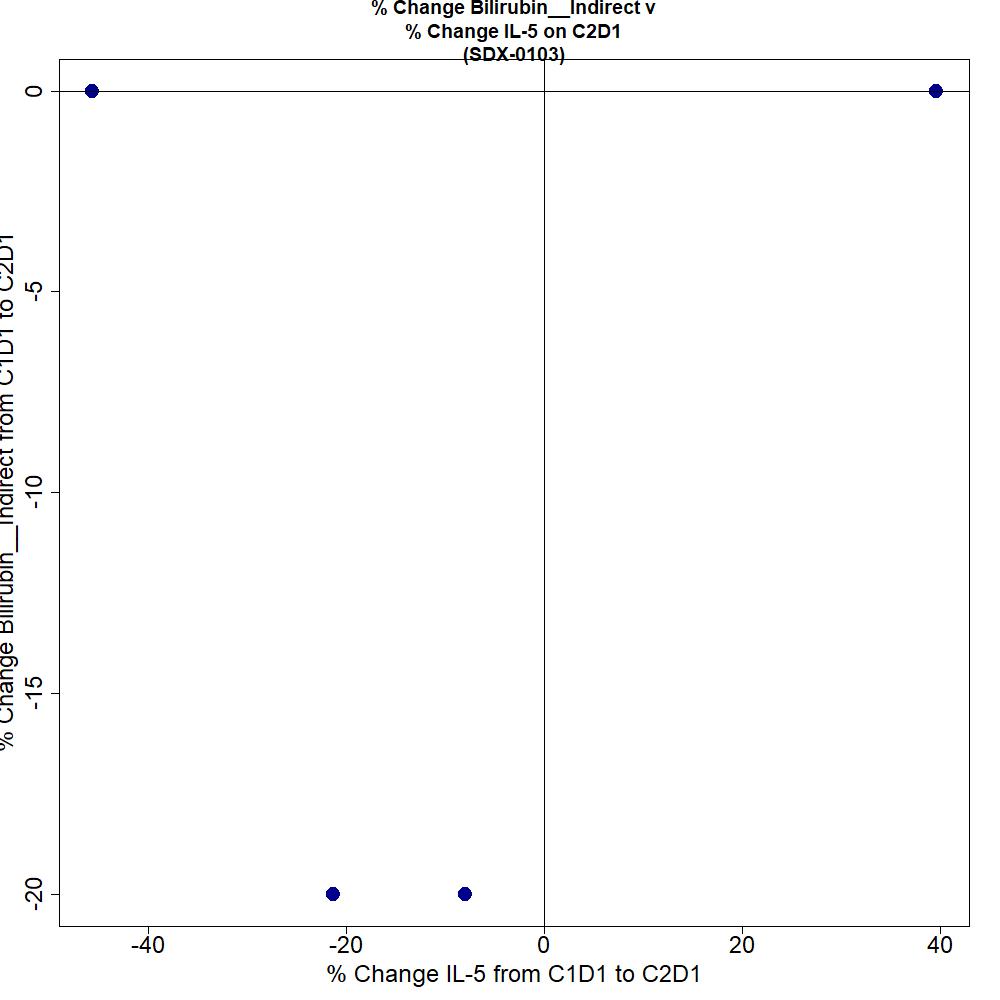 % Change Bilirubin__Indirect v
% Change IL-5 on C2D1
(SDX-0103)
% Change Bilirubin__Indirect from C1D1 to C2D1
0
-5
-10
-15
-20
-40
-20
0
20
40
% Change IL-5 from C1D1 to C2D1